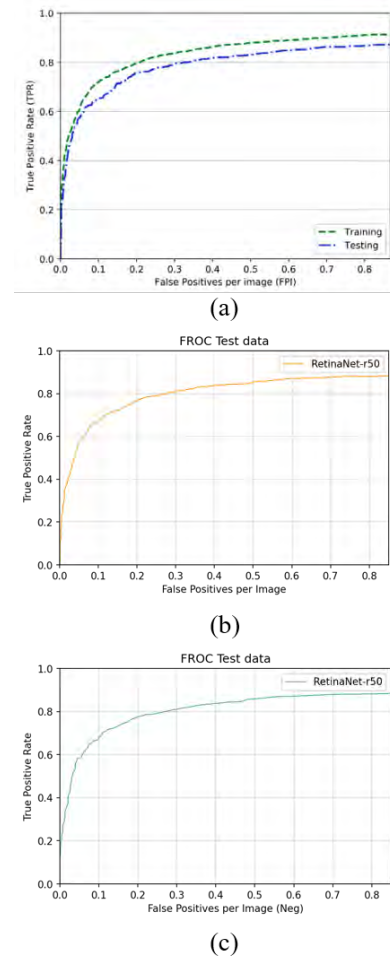 1.0
0.8
0.6
0.4
0.2
0.0
True Positive Rate (TPR)
Training
Testing
0.0 0.1 0.2 0.3 0.4 0.5 0.6 0.7 0.8
False Positives per image (FPI)
(a)
FROC Test data
1.0
0.8
0.6
0.4
0.2
0.0
True Positive Rate
RetinaNet-r50
0.0 0.1 0.2 0.3 0.4 0.5 0.6 0.7 0.8
False Positives per Image
(b)
FROC Test data
1.0
0.8
0.6
0.4
0.2
0.0
True Positive Rate
RetinaNet-r50
0.0 0.1 0.2 0.3 0.4 0.5 0.6 0.7 0.8
False Positives per Image (Neg)
(c)